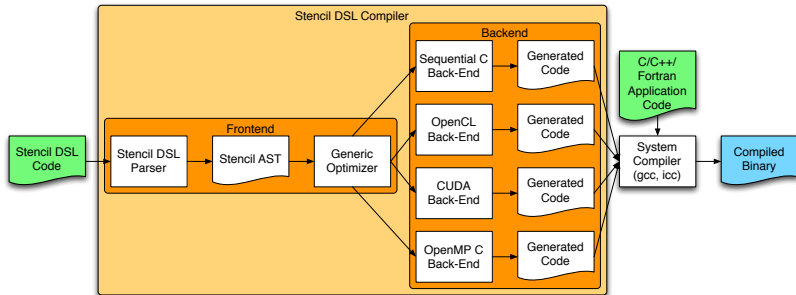 Stencil DSL Compiler
Backend
Sequential C
Back-End
Generated
Code
C/C++/
Fortran
Application
Code
OpenCL
Back-End
Generated
Code
Frontend
Stencil DSL
Code
Stencil DSL
Parser
Stencil AST
Generic
Optimizer
System
Compiler
(gcc, icc)
Compiled
Binary
CUDA
Back-End
Generated
Code
OpenMP C
Back-End
Generated
Code